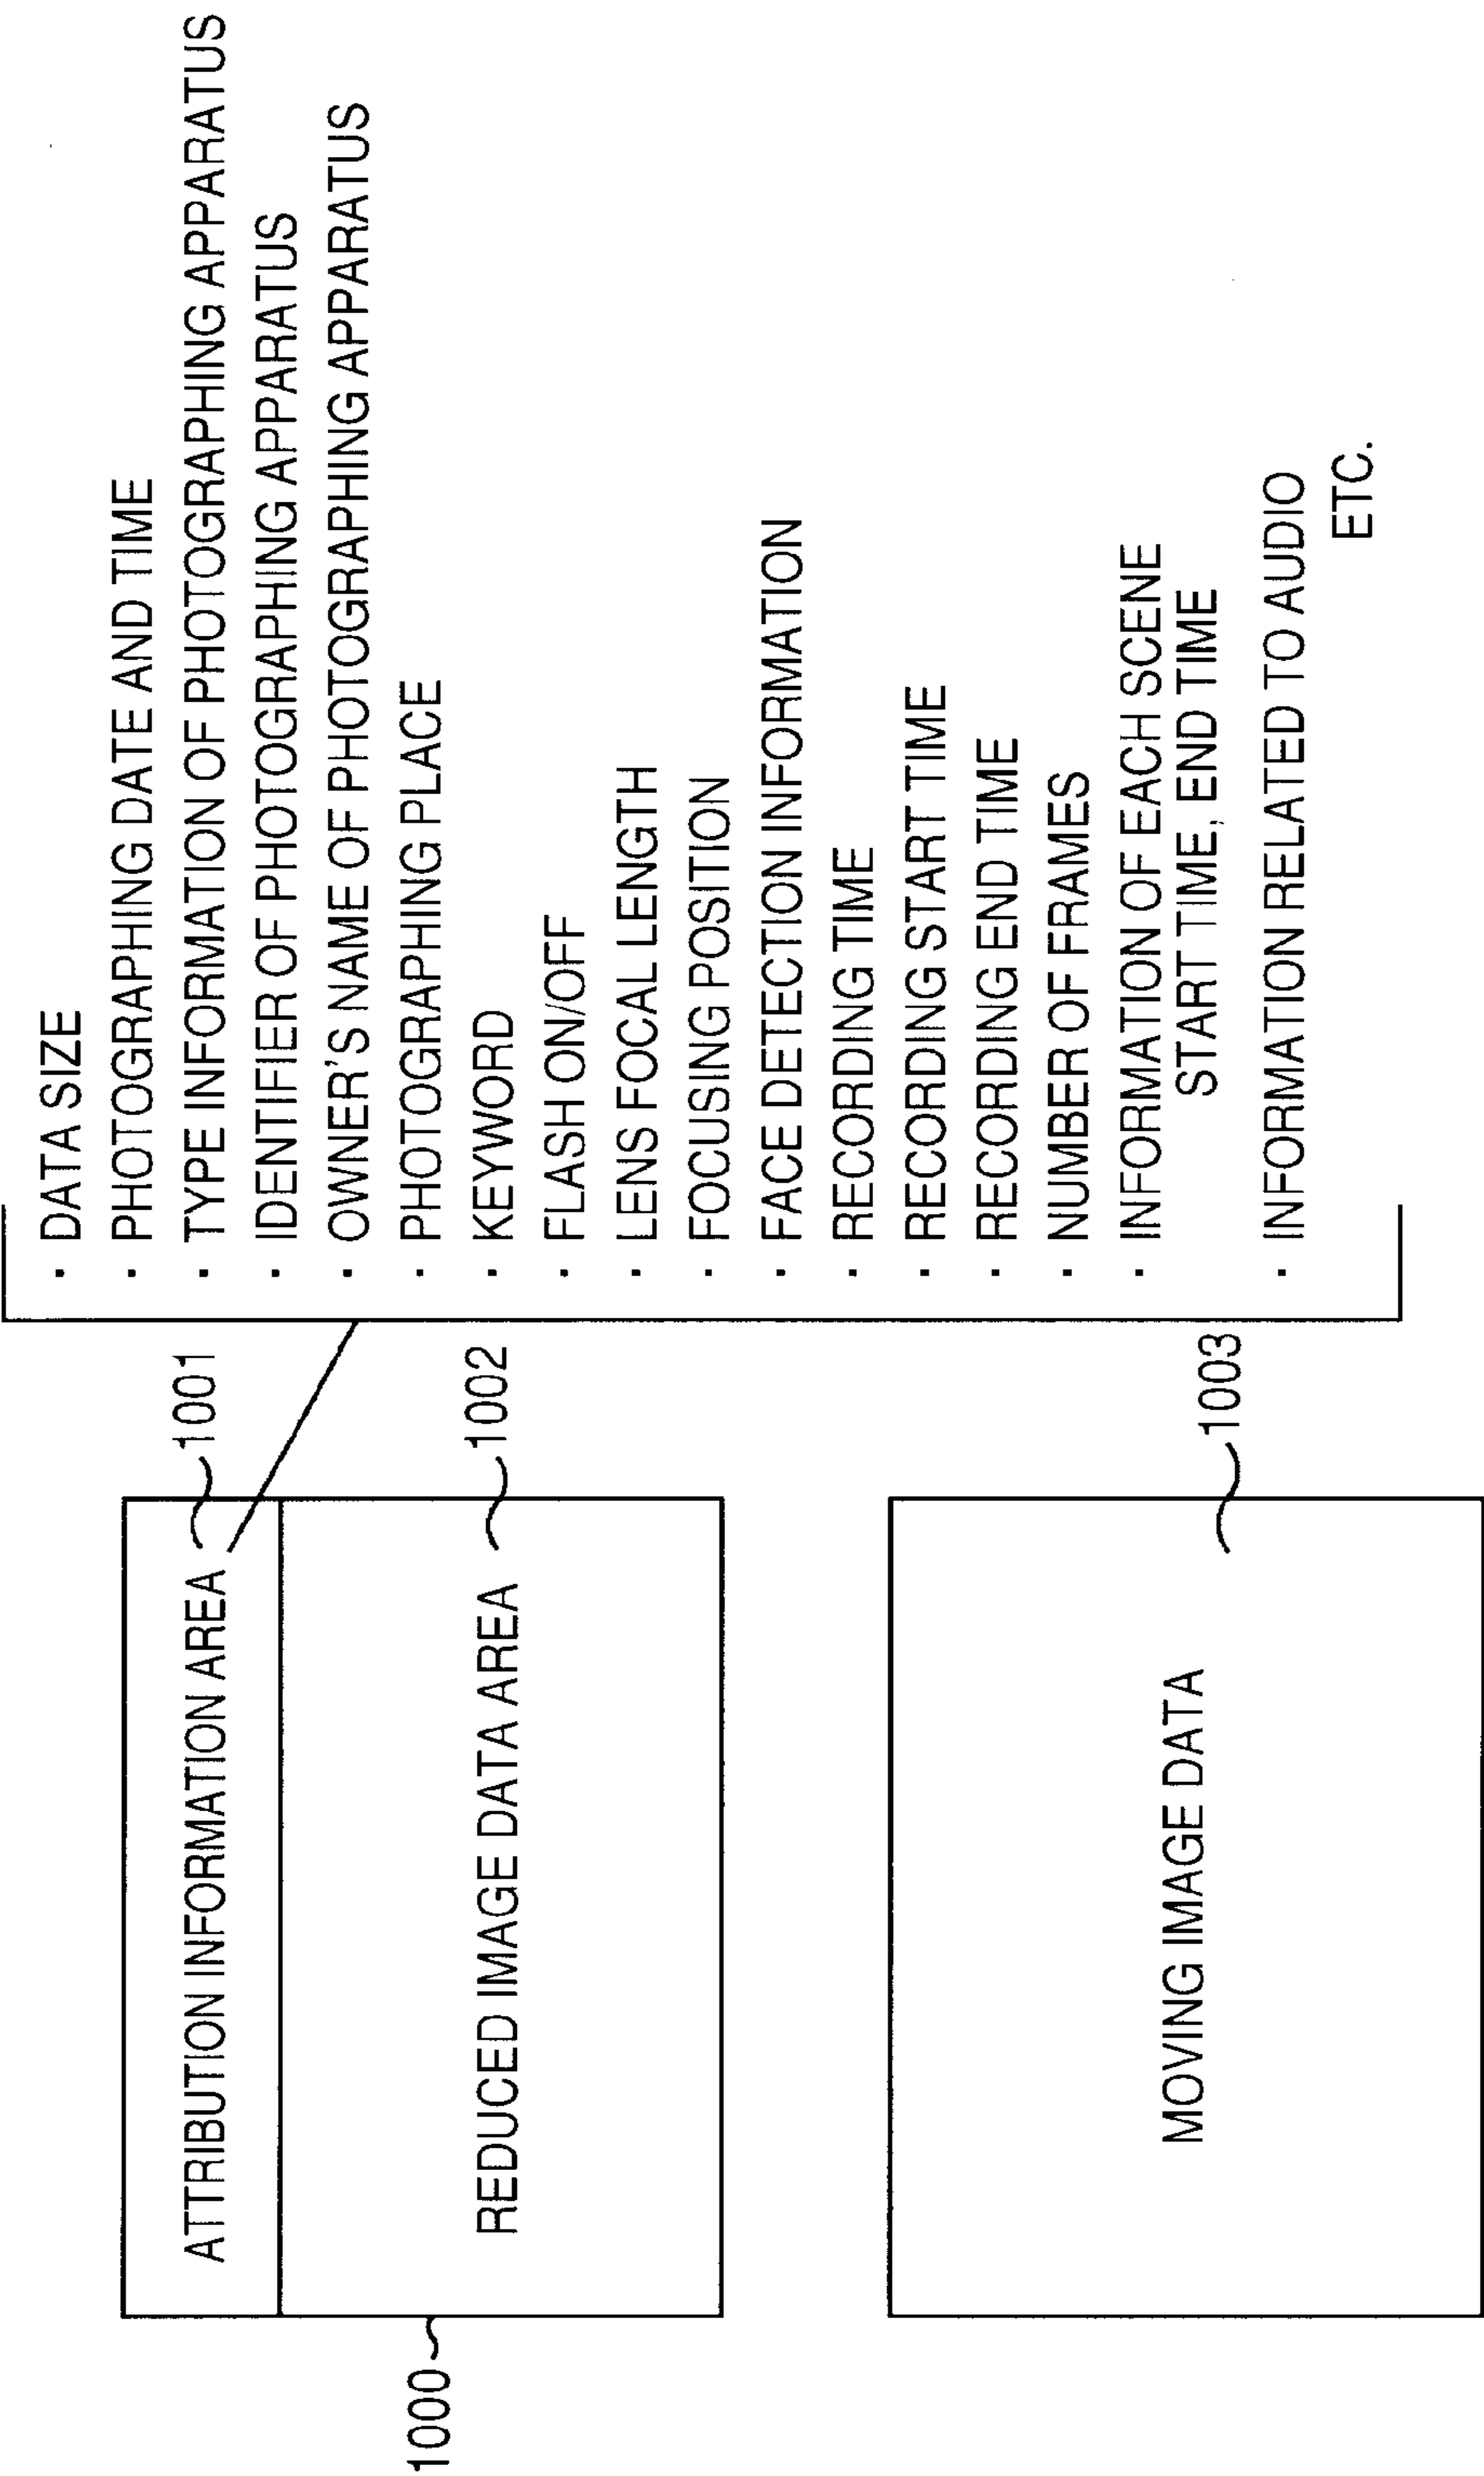 1000
ATTRIBUTION INFORMATION AREA
1001
REDUCED IMAGE DATA AREA
1002
MOVING IMAGE DATA
1003
· DATA SIZE
· PHOTOGRAPHING DATE AND TIME
· TYPE INFORMATION OF PHOTOGRAPHING APPARATUS
· IDENTIFIER OF PHOTOGRAPHING APPARATUS
· OWNER'S NAME OF PHOTOGRAPHING APPARATUS
· PHOTOGRAPHING PLACE
· KEYWORD
· FLASH ON/OFF
· LENS FOCAL LENGTH
· FOCUSING POSITION
· FACE DETECTION INFORMATION
· RECORDING TIME
· RECORDING START TIME
· RECORDING END TIME
· NUMBER OF FRAMES
· INFORMATION OF EACH SCENE
START TIME, END TIME
· INFORMATION RELATED TO AUDIO
ETC.